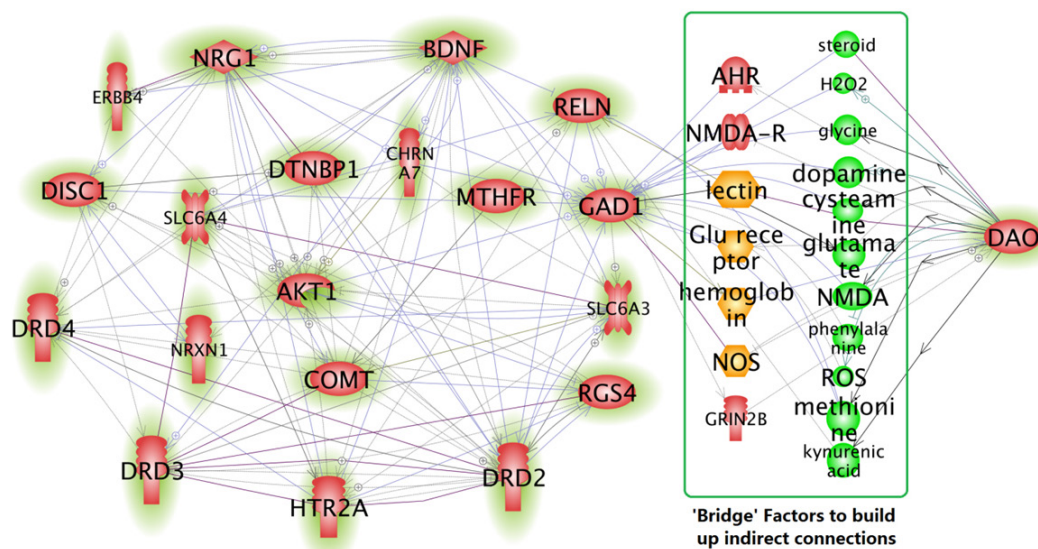 NRG1
BDNF
ERBB4
RELN
DTNBP1
CHRN
A7
DISC1
SLC6A4
MTHFR
GAD1
AKT1
SLC6A3
DRD4
NRXN1
COMT
RGS4
DRD3
HTR2A
DRD2
AHR
NMDA-R
lectin
Glu rece
ptor
hemoglob
in
NOS
GRIN2B
steroid
H2O2
glycine
dopamine
cysteam
ine
glutama
te
NMDA
phenylala
nine
ROS
methioni
ne
kynurenic
acid
DAO
'Bridge' Factors to build
up indirect connections